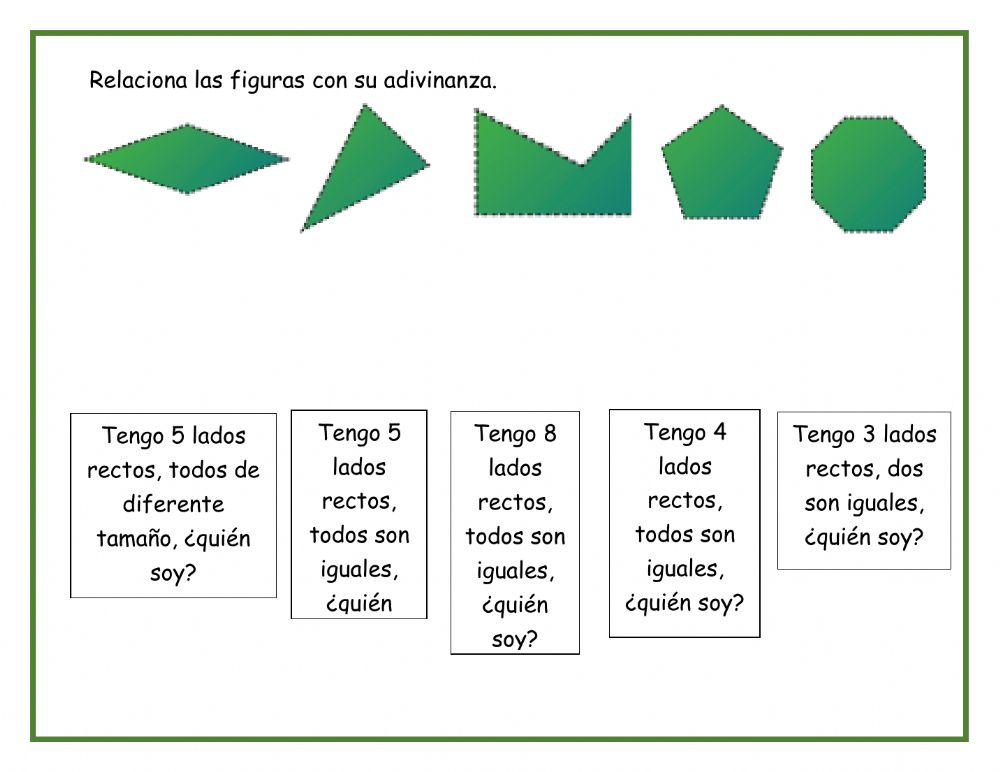 Relaciona las figuras con su adivinanza.
Tengo 5 lados
rectos, todos de
diferente
tamaño, ¿quién
soy?
Tengo 5
lados
rectos,
todos son
iguales,
¿quién
Tengo 8
lados
rectos,
todos son
iguales,
¿quién
soy?
Tengo 4
lados
rectos,
todos son
iguales,
¿quién soy?
Tengo 3 lados
rectos, dos
son iguales,
¿quién soy?